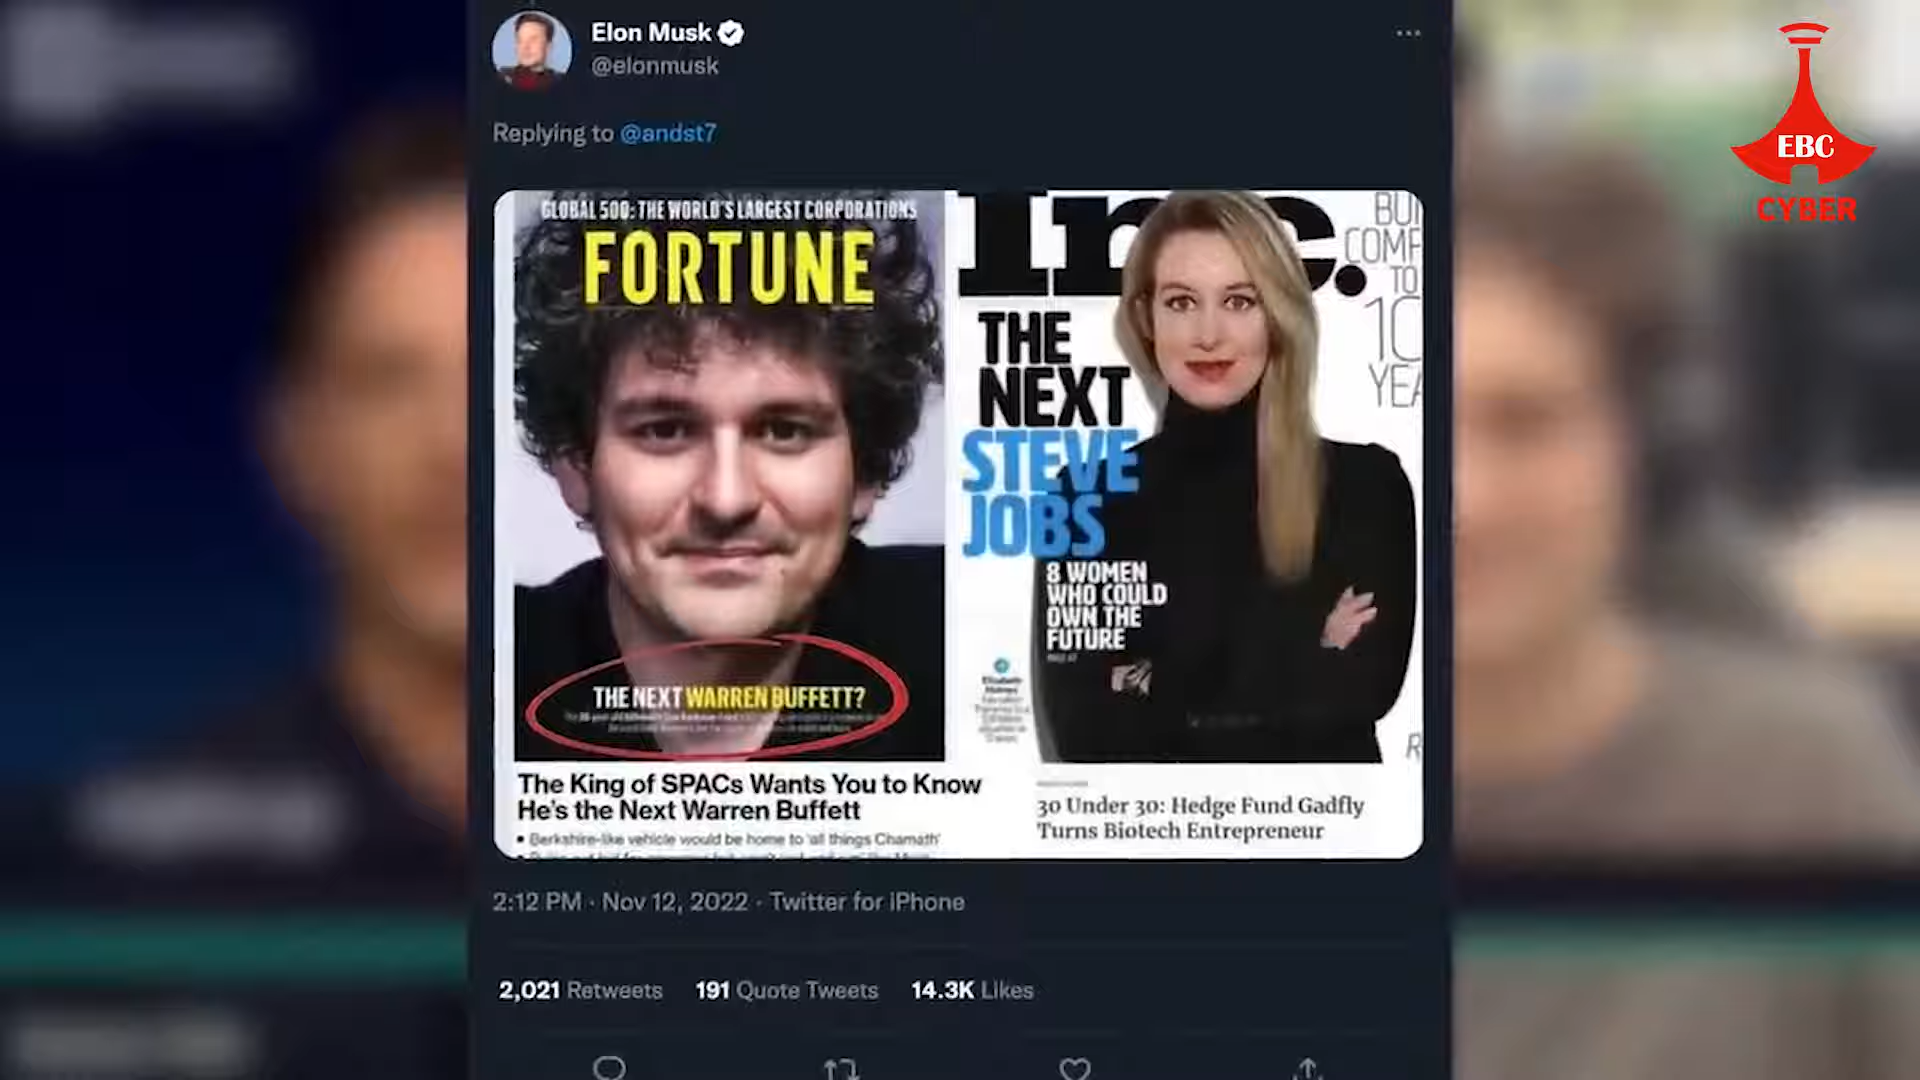 Elon Musk
@elonmusk
Replying to @andst7
GLOBAL 500: THE WORLD'S LARGEST CORPORATIONS
FORTUNE
THE NEXT WARREN BUFFETT?
The King of SPACs Wants You to Know
He's the Next Warren Buffett
• Berkshire-like vehicle would be home to 'all things Chamath'
Inc.
THE
NEXT
STEVE
JOBS
8 WOMEN
WHO COULD
OWN THE
FUTURE
Elizabeth
Holmes
TO
10
30 Under 30: Hedge Fund Gadfly
Turns Biotech Entrepreneur
2:12 PM · Nov 12, 2022 · Twitter for iPhone
2,021 Retweets 191 Quote Tweets 14.3K Likes
EBC
CYBER